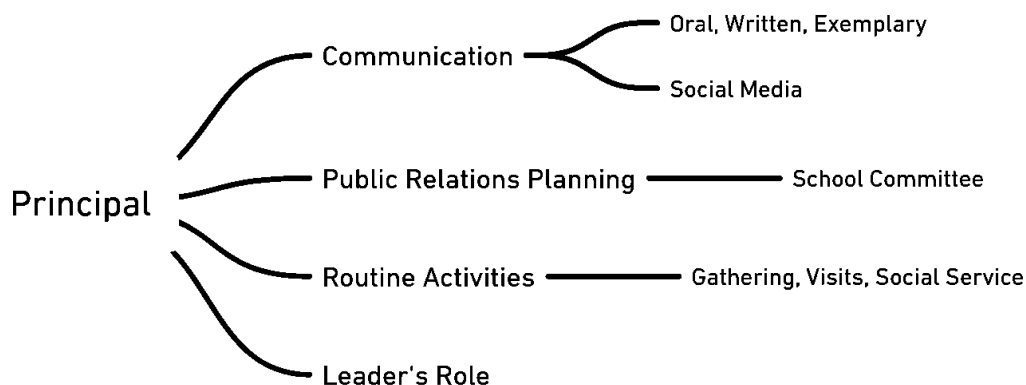 Principal
Communication
Oral, Written, Exemplary
Social Media
Public Relations Planning
School Committee
Routine Activities
Gathering, Visits, Social Service
Leader's Role